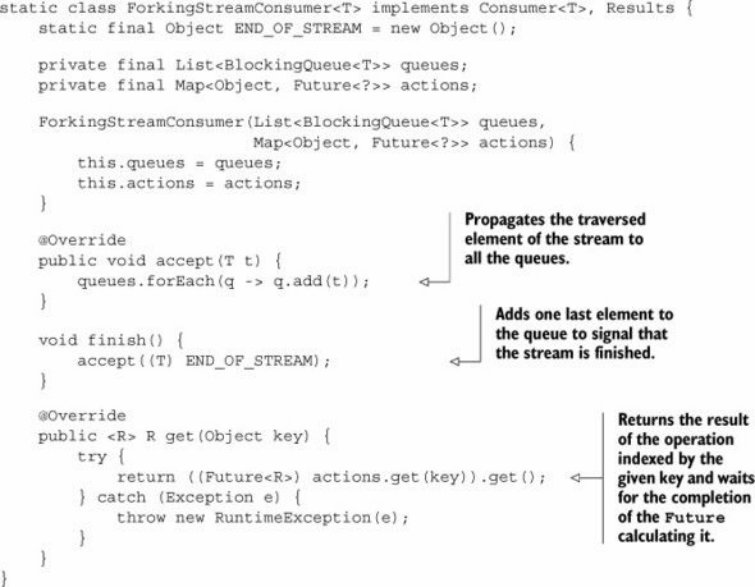 static class ForkingStreamConsumer<T> implements Consumer<T>, Results {
    static final Object END_OF_STREAM = new Object();

    private final List<BlockingQueue<T>> queues;
    private final Map<Object, Future<?>> actions;

    ForkingStreamConsumer(List<BlockingQueue<T>> queues,
                          Map<Object, Future<?>> actions) {
        this.queues = queues;
        this.actions = actions;
    }

    @Override
    public void accept(T t) {
        queues.forEach(q -> q.add(t));
    }
Propagates the traversed
element of the stream to
all the queues.

    void finish() {
        accept((T) END_OF_STREAM);
    }
Adds one last element to
the queue to signal that
the stream is finished.

    @Override
    public <R> R get(Object key) {
        try {
            return ((Future<R>) actions.get(key)).get();
        } catch (Exception e) {
            throw new RuntimeException(e);
        }
    }
}
Returns the result
of the operation
indexed by the
given key and waits
for the completion
of the Future
calculating it.